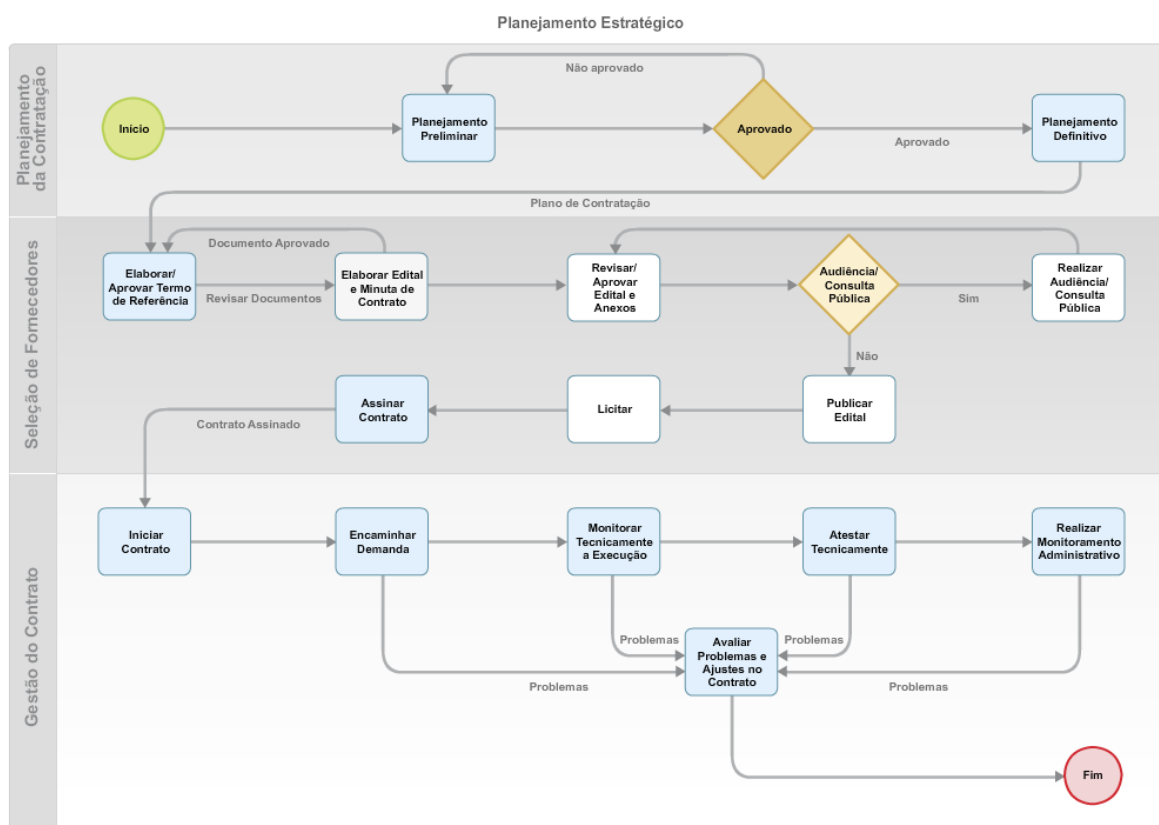 Planejamento Estratégico
Planejamento
da Contratação
Não aprovado
Início
Planejamento
Preliminar
Aprovado
Aprovado
Planejamento
Definitivo
Plano de Contratação
Seleção de Fornecedores
Documento Aprovado
Elaborar/
Aprovar Termo
de Referência
Revisar Documentos
Elaborar Edital
e Minuta de
Contrato
Revisar/
Aprovar
Edital e
Anexos
Audiência/
Consulta
Pública
Sim
Realizar
Audiência/
Consulta
Pública
Não
Contrato Assinado
Assinar
Contrato
Licitar
Publicar
Edital
Gestão do Contrato
Iniciar
Contrato
Encaminhar
Demanda
Monitorar
Tecnicamente
a Execução
Atestar
Tecnicamente
Realizar
Monitoramento
Administrativo
Problemas
Problemas
Avaliar
Problemas e
Ajustes no
Contrato
Problemas
Problemas
Fim